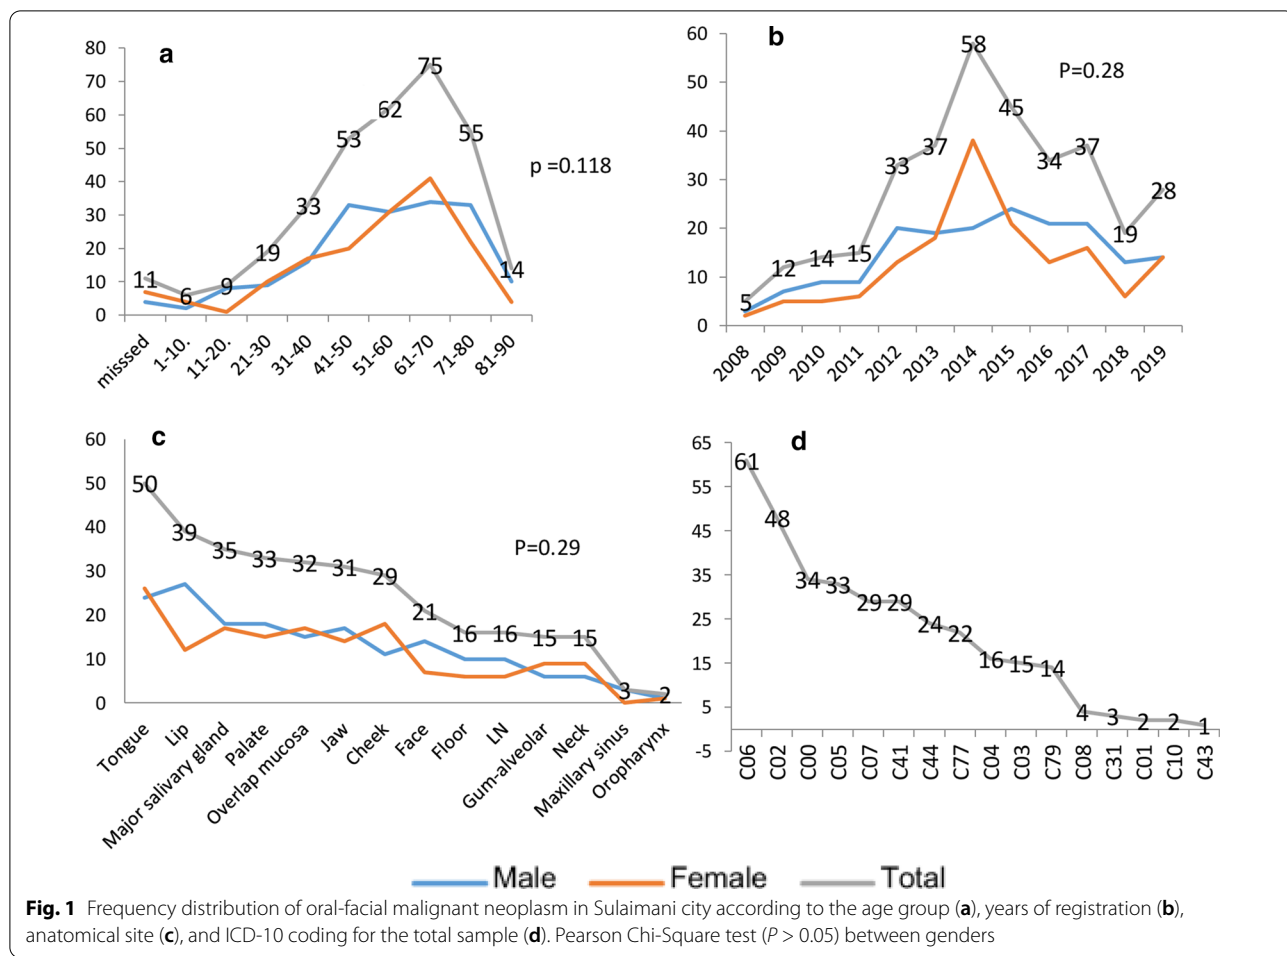 a
80
70
60
50
40
30
20
10
0
11
6
9
19
33
53
62
75
55
14
p =0.118
misssed
1-10.
11-20.
21-30
31-40
41-50
51-60
61-70
71-80
81-90
b
60
50
40
30
20
10
0
5
12
14
15
33
37
58
45
34
37
19
28
P=0.28
2008
2009
2010
2011
2012
2013
2014
2015
2016
2017
2018
2019
c
60
50
40
30
20
10
0
50
39
35
33
32
31
29
21
16
16
15
15
3
2
P=0.29
Tongue
Lip
Major salivary gland
Palate
Overlap mucosa
Jaw
Cheek
Face
Floor
LN
Gum-alveolar
Neck
Maxillary sinus
Oropharynx
d
65
55
45
35
25
15
5
-5
61
48
34
33
29
29
24
22
16
15
14
4
3
2
2
1
C06
C02
C00
C05
C07
C41
C44
C77
C04
C03
C79
C08
C31
C01
C10
C43
Male Female Total
Fig. 1 Frequency distribution of oral-facial malignant neoplasm in Sulaimani city according to the age group (a), years of registration (b),
anatomical site (c), and ICD-10 coding for the total sample (d). Pearson Chi-Square test (P > 0.05) between genders